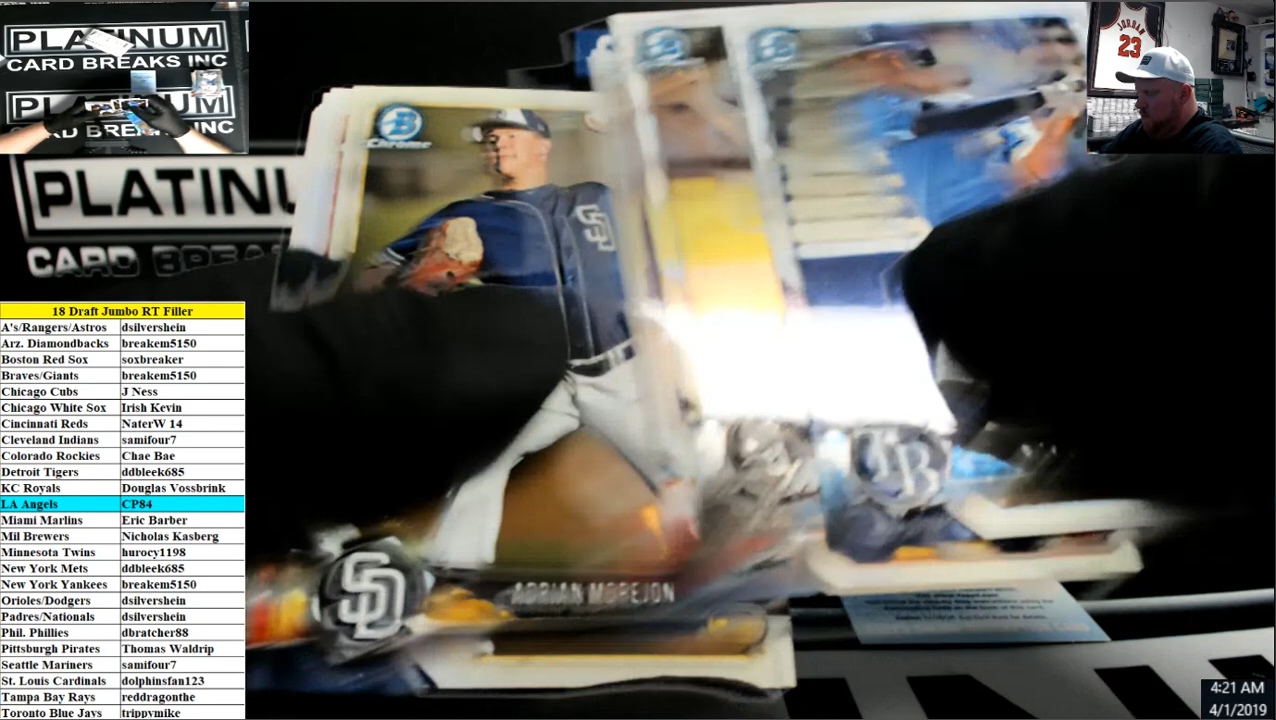 PLATINUM
CARD BREAKS INC
PLATINUM
CARD BREAKS INC
JORDAN
23
PLATINU
CARD BREA
B
Chrome
SD
SD
ADRIAN MOREJON
TB
18 Draft Jumbo RT Filler
A's/Rangers/Astros dsilvershein
Arz. Diamondbacks breakem5150
Boston Red Sox soxbreaker
Braves/Giants breakem5150
Chicago Cubs J Ness
Chicago White Sox Irish Kevin
Cincinnati Reds NaterW 14
Cleveland Indians samifour7
Colorado Rockies Chae Bae
Detroit Tigers ddbleek685
KC Royals Douglas Vossbrink
LA Angels CP84
Miami Marlins Eric Barber
Mil Brewers Nicholas Kasberg
Minnesota Twins hurocy1198
New York Mets ddbleek685
New York Yankees breakem5150
Orioles/Dodgers dsilvershein
Padres/Nationals dsilvershein
Phil. Phillies dbratcher88
Pittsburgh Pirates Thomas Waldrip
Seattle Mariners samifour7
St. Louis Cardinals dolphinsfan123
Tampa Bay Rays reddragonthe
Toronto Blue Jays trippymike
4:21 AM
4/1/2019